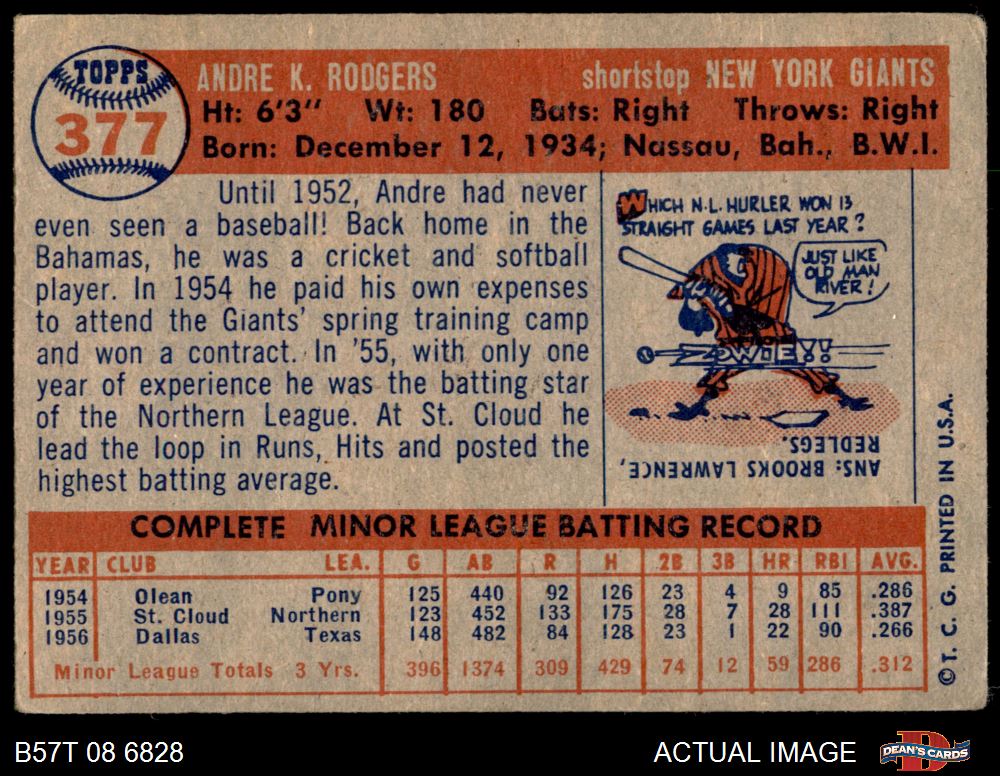 TOPPS
377
ANDRE K. RODGERS shortstop NEW YORK GIANTS
Ht: 6'3" Wt: 180 Bats: Right Throws: Right
Born: December 12, 1934; Nassau, Bah., B.W.I.
Until 1952, Andre had never
even seen a baseball! Back home in the
Bahamas, he was a cricket and softball
player. In 1954 he paid his own expenses
to attend the Giants' spring training camp
and won a contract. In '55, with only one
year of experience he was the batting star
of the Northern League. At St. Cloud he
lead the loop in Runs, Hits and posted the
highest batting average.
WHICH N.L. HURLER WON 13
STRAIGHT GAMES LAST YEAR?
JUST LIKE
OLD MAN
RIVER!
ZOWIE!!
ANS: BROOKS LAWRENCE,
REDLEGS.
COMPLETE MINOR LEAGUE BATTING RECORD
YEAR CLUB LEA. G AB R H 2B 3B HR RBI AVG.
1954 Olean Pony 125 440 92 126 23 4 9 85 .286
1955 St. Cloud Northern 123 452 133 175 28 7 28 111 .387
1956 Dallas Texas 148 482 84 128 23 1 22 90 .266
Minor League Totals 3 Yrs. 396 1374 309 429 74 12 59 286 .312
© T. C. G. PRINTED IN U.S.A.
B57T 08 6828 ACTUAL IMAGE
DEAN'S CARDS